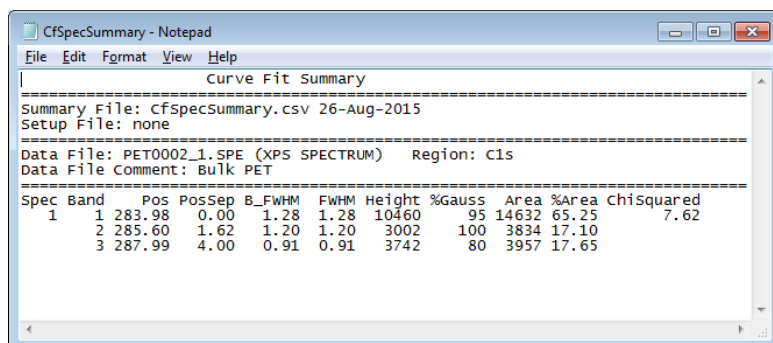 CfSpecSummary - Notepad
File Edit Format View Help
Curve Fit Summary
================================================================================
Summary File: CfSpecSummary.csv 26-Aug-2015
Setup File: none
================================================================================
Data File: PET0002_1.SPE (XPS SPECTRUM) Region: C1s
Data File Comment: Bulk PET
================================================================================
Spec Band Pos PosSep B_FWHM FWHM Height %Gauss Area %Area ChiSquared
1 1 283.98 0.00 1.28 1.28 10460 95 14632 65.25 7.62
2 285.60 1.62 1.20 1.20 3002 100 3834 17.10
3 287.99 4.00 0.91 0.91 3742 80 3957 17.65